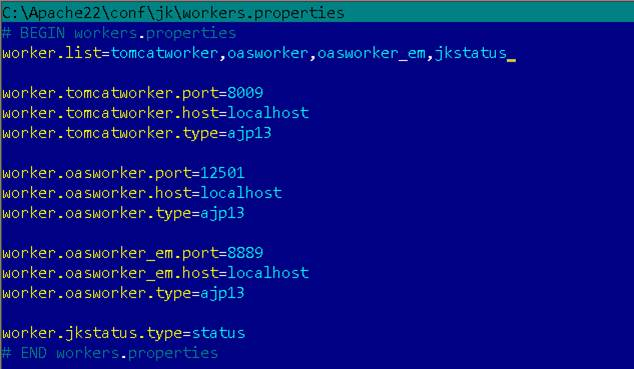 C:\Apache22\conf\jk\workers.properties
# BEGIN workers.properties
worker.list=tomcatworker,oasworker,oasworker_em,jkstatus_
worker.tomcatworker.port=8009
worker.tomcatworker.host=localhost
worker.tomcatworker.type=ajp13
worker.oasworker.port=12501
worker.oasworker.host=localhost
worker.oasworker.type=ajp13
worker.oasworker_em.port=8889
worker.oasworker_em.host=localhost
worker.oasworker.type=ajp13
worker.jkstatus.type=status
# END workers.properties